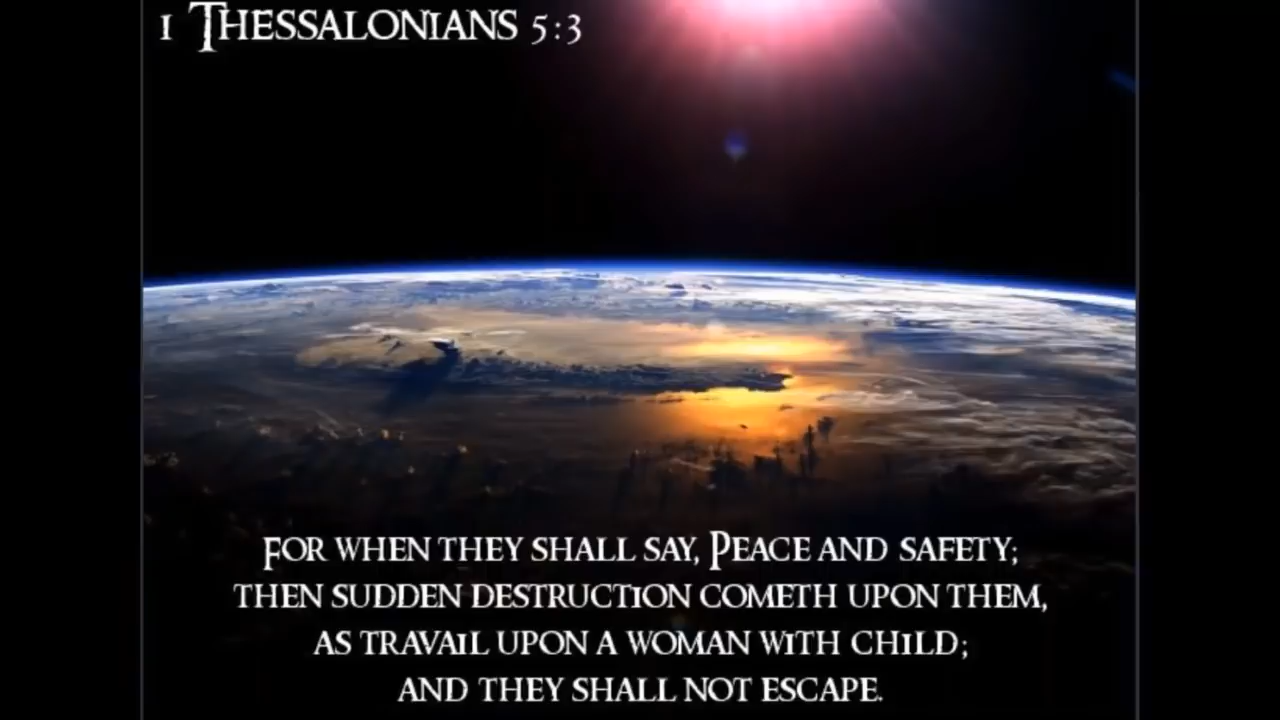 1 Thessalonians 5:3
For when they shall say, Peace and safety;
then sudden destruction cometh upon them,
as travail upon a woman with child;
and they shall not escape.